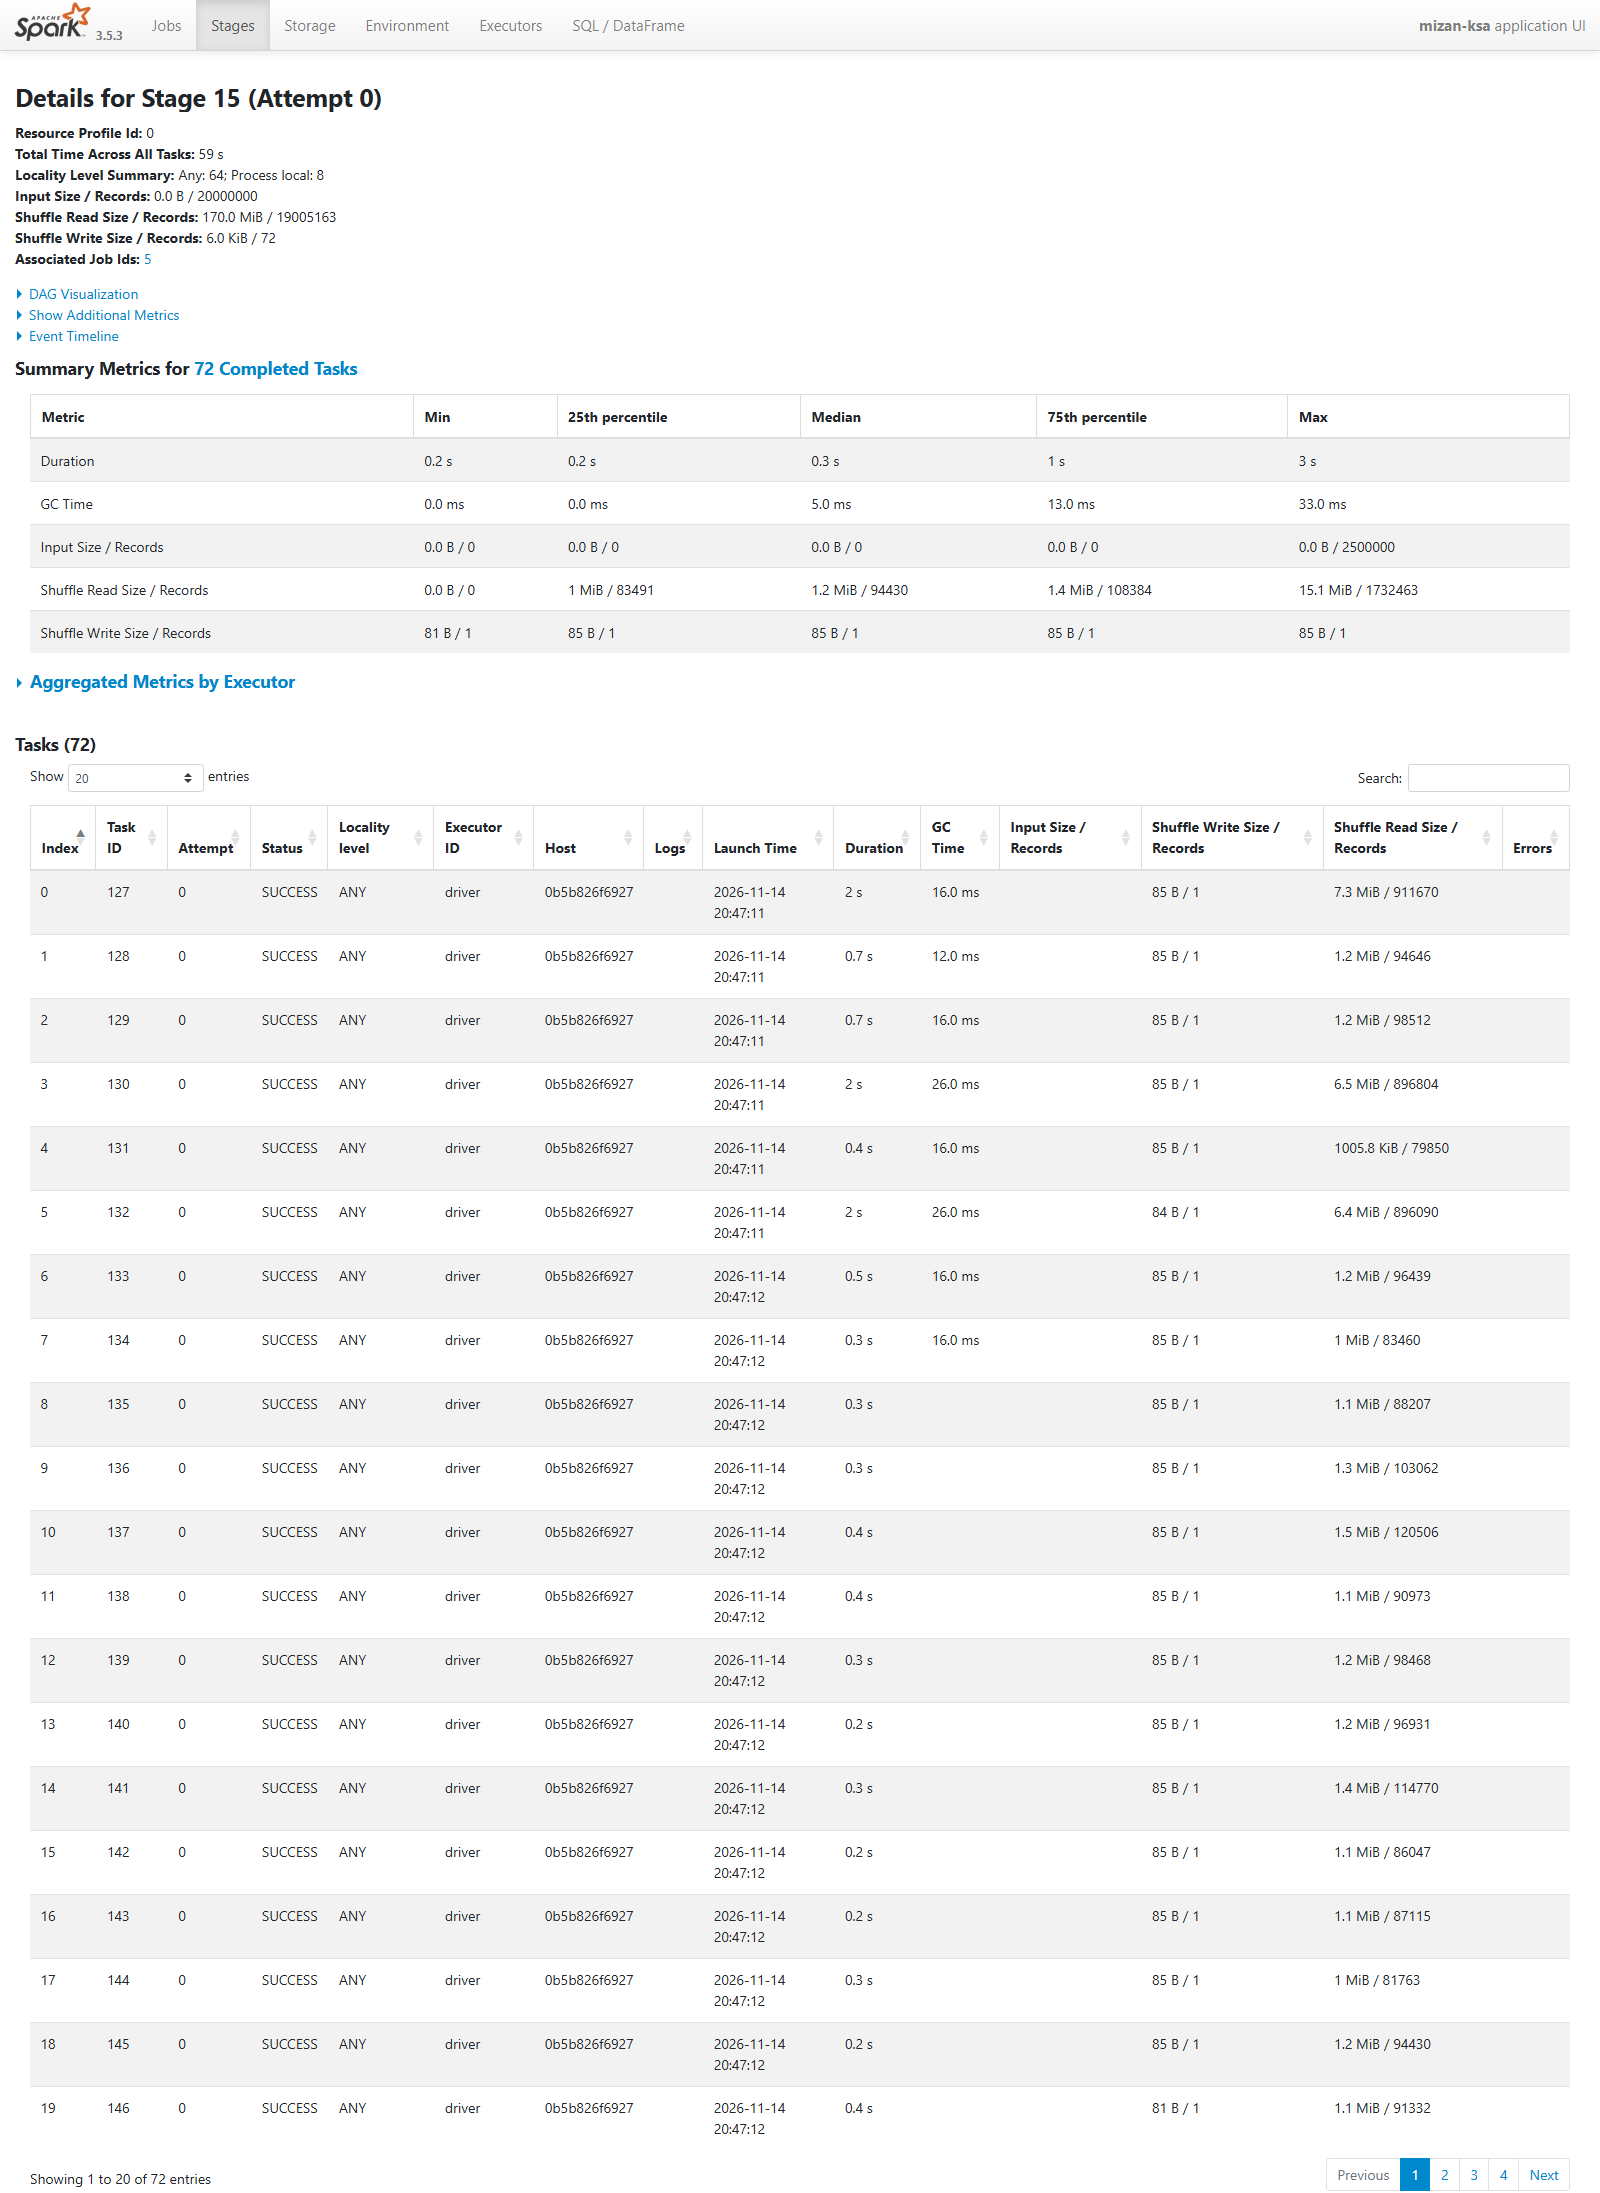 APACHE Spark 3.5.3 Jobs Stages Storage Environment Executors SQL / DataFrame mizan-ksa application UI
Details for Stage 15 (Attempt 0)
Resource Profile Id: 0
Total Time Across All Tasks: 59 s
Locality Level Summary: Any: 64; Process local: 8
Input Size / Records: 0.0 B / 20000000
Shuffle Read Size / Records: 170.0 MiB / 19005163
Shuffle Write Size / Records: 6.0 KiB / 72
Associated Job Ids: 5
DAG Visualization
Show Additional Metrics
Event Timeline
Summary Metrics for 72 Completed Tasks
Metric Min 25th percentile Median 75th percentile Max
Duration 0.2 s 0.2 s 0.3 s 1 s 3 s
GC Time 0.0 ms 0.0 ms 5.0 ms 13.0 ms 33.0 ms
Input Size / Records 0.0 B / 0 0.0 B / 0 0.0 B / 0 0.0 B / 0 0.0 B / 2500000
Shuffle Read Size / Records 0.0 B / 0 1 MiB / 83491 1.2 MiB / 94430 1.4 MiB / 108384 15.1 MiB / 1732463
Shuffle Write Size / Records 81 B / 1 85 B / 1 85 B / 1 85 B / 1 85 B / 1
Aggregated Metrics by Executor
Tasks (72)
Show 20 entries Search:
Index Task ID Attempt Status Locality level Executor ID Host Logs Launch Time Duration GC Time Input Size / Records Shuffle Write Size / Records Shuffle Read Size / Records Errors
0 127 0 SUCCESS ANY driver 0b5b826f6927 2026-11-14 20:47:11 2 s 16.0 ms 85 B / 1 7.3 MiB / 911670
1 128 0 SUCCESS ANY driver 0b5b826f6927 2026-11-14 20:47:11 0.7 s 12.0 ms 85 B / 1 1.2 MiB / 94646
2 129 0 SUCCESS ANY driver 0b5b826f6927 2026-11-14 20:47:11 0.7 s 16.0 ms 85 B / 1 1.2 MiB / 98512
3 130 0 SUCCESS ANY driver 0b5b826f6927 2026-11-14 20:47:11 2 s 26.0 ms 85 B / 1 6.5 MiB / 896804
4 131 0 SUCCESS ANY driver 0b5b826f6927 2026-11-14 20:47:11 0.4 s 16.0 ms 85 B / 1 1005.8 KiB / 79850
5 132 0 SUCCESS ANY driver 0b5b826f6927 2026-11-14 20:47:11 2 s 26.0 ms 84 B / 1 6.4 MiB / 896090
6 133 0 SUCCESS ANY driver 0b5b826f6927 2026-11-14 20:47:12 0.5 s 16.0 ms 85 B / 1 1.2 MiB / 96439
7 134 0 SUCCESS ANY driver 0b5b826f6927 2026-11-14 20:47:12 0.3 s 16.0 ms 85 B / 1 1 MiB / 83460
8 135 0 SUCCESS ANY driver 0b5b826f6927 2026-11-14 20:47:12 0.3 s 85 B / 1 1.1 MiB / 88207
9 136 0 SUCCESS ANY driver 0b5b826f6927 2026-11-14 20:47:12 0.3 s 85 B / 1 1.3 MiB / 103062
10 137 0 SUCCESS ANY driver 0b5b826f6927 2026-11-14 20:47:12 0.4 s 85 B / 1 1.5 MiB / 120506
11 138 0 SUCCESS ANY driver 0b5b826f6927 2026-11-14 20:47:12 0.4 s 85 B / 1 1.1 MiB / 90973
12 139 0 SUCCESS ANY driver 0b5b826f6927 2026-11-14 20:47:12 0.3 s 85 B / 1 1.2 MiB / 98468
13 140 0 SUCCESS ANY driver 0b5b826f6927 2026-11-14 20:47:12 0.2 s 85 B / 1 1.2 MiB / 96931
14 141 0 SUCCESS ANY driver 0b5b826f6927 2026-11-14 20:47:12 0.3 s 85 B / 1 1.4 MiB / 114770
15 142 0 SUCCESS ANY driver 0b5b826f6927 2026-11-14 20:47:12 0.2 s 85 B / 1 1.1 MiB / 86047
16 143 0 SUCCESS ANY driver 0b5b826f6927 2026-11-14 20:47:12 0.2 s 85 B / 1 1.1 MiB / 87115
17 144 0 SUCCESS ANY driver 0b5b826f6927 2026-11-14 20:47:12 0.3 s 85 B / 1 1 MiB / 81763
18 145 0 SUCCESS ANY driver 0b5b826f6927 2026-11-14 20:47:12 0.2 s 85 B / 1 1.2 MiB / 94430
19 146 0 SUCCESS ANY driver 0b5b826f6927 2026-11-14 20:47:12 0.4 s 81 B / 1 1.1 MiB / 91332
Showing 1 to 20 of 72 entries Previous 1 2 3 4 Next